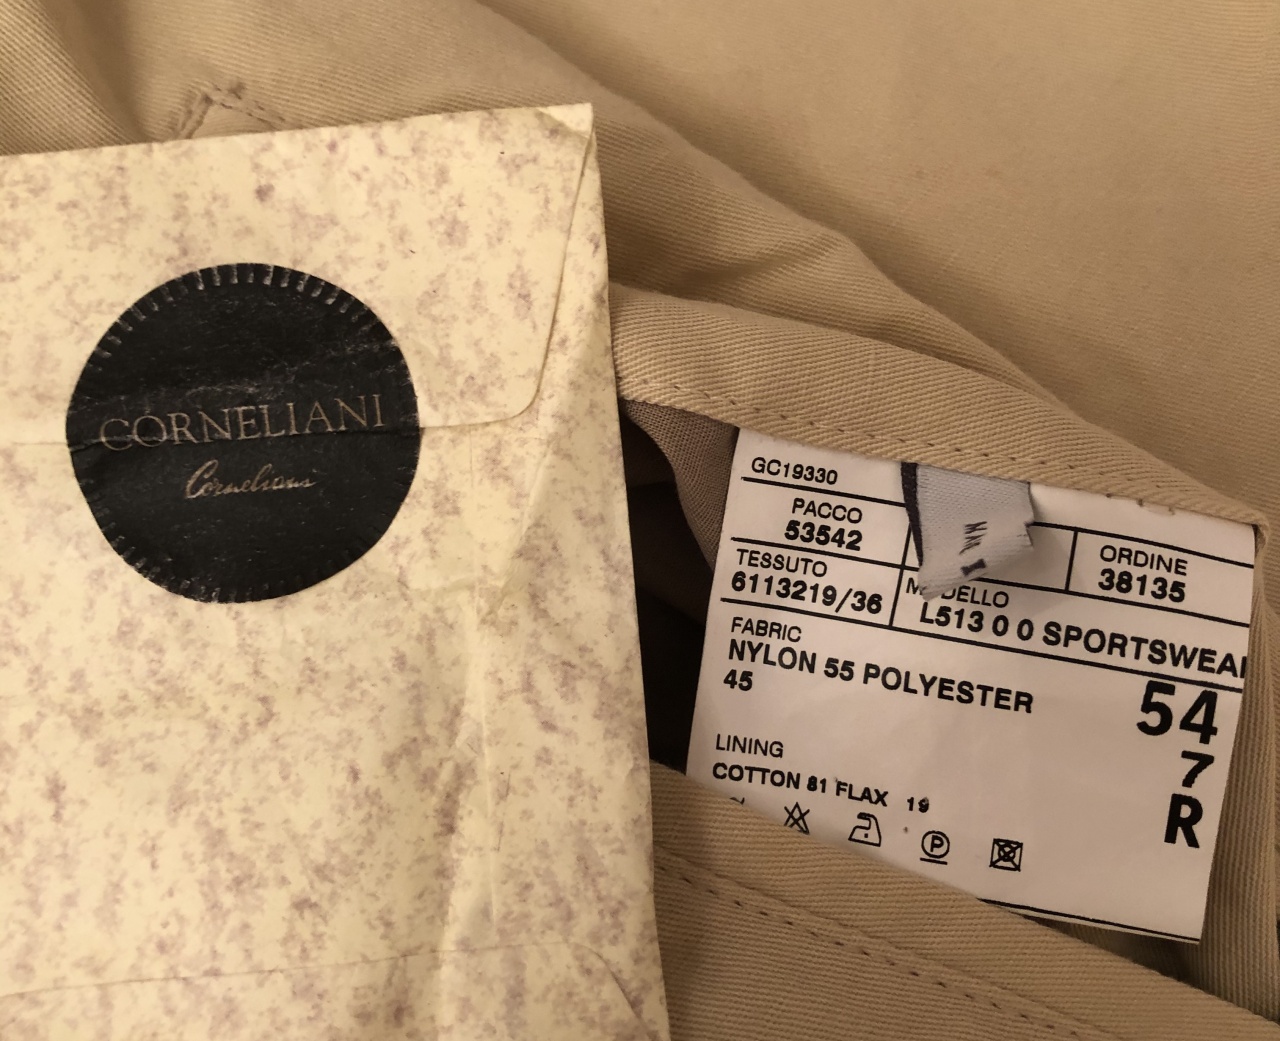 CORNELIANI
Corneliani
GC19330
PACCO
53542
ORDINE
38135
TESSUTO
6113219/36
L513 0 0 SPORTSWEA
FABRIC
NYLON 55 POLYESTER
45
54
7
R
LINING
COTTON 81 FLAX 19
P